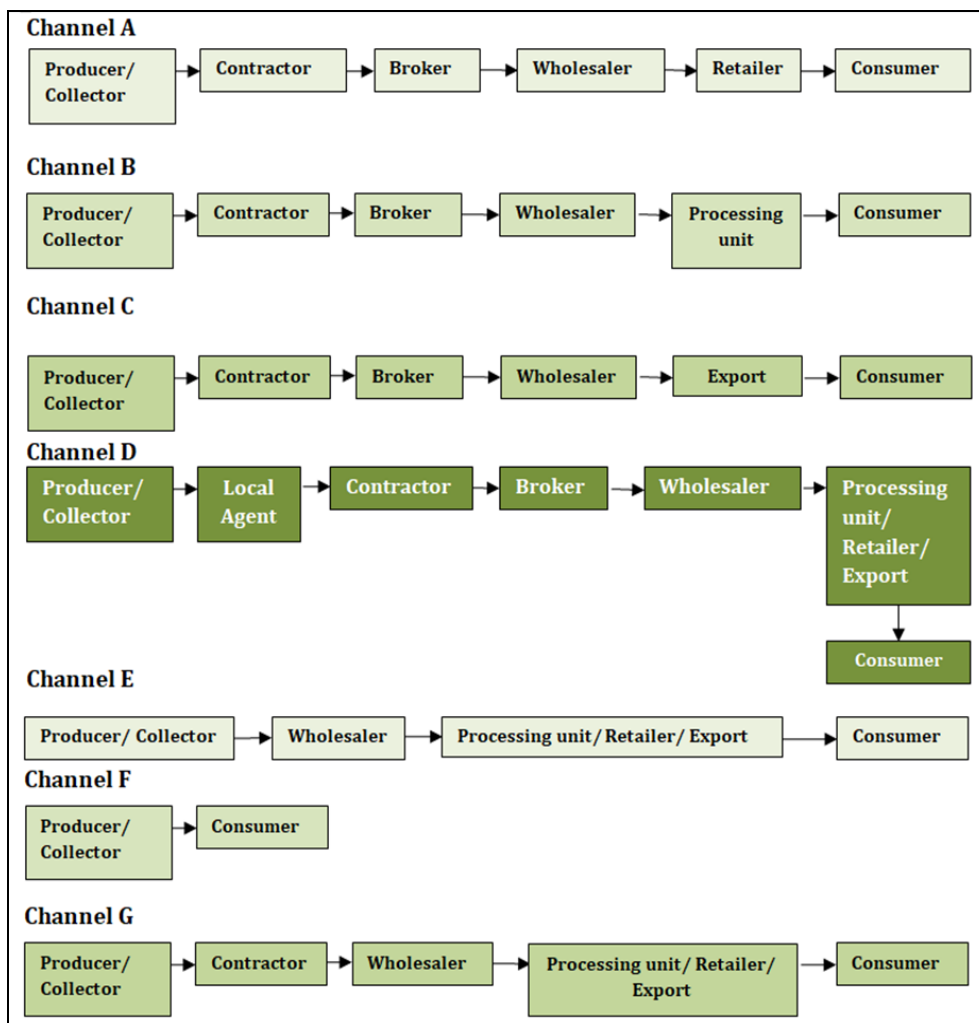 Channel A
Producer/
Collector
Contractor
Broker
Wholesaler
Retailer
Consumer
Channel B
Producer/
Collector
Contractor
Broker
Wholesaler
Processing
unit
Consumer
Channel C
Producer/
Collector
Contractor
Broker
Wholesaler
Export
Consumer
Channel D
Producer/
Collector
Local
Agent
Contractor
Broker
Wholesaler
Processing
unit/
Retailer/
Export
Consumer
Channel E
Producer/ Collector
Wholesaler
Processing unit/ Retailer/ Export
Consumer
Channel F
Producer/
Collector
Consumer
Channel G
Producer/
Collector
Contractor
Wholesaler
Processing unit/ Retailer/
Export
Consumer